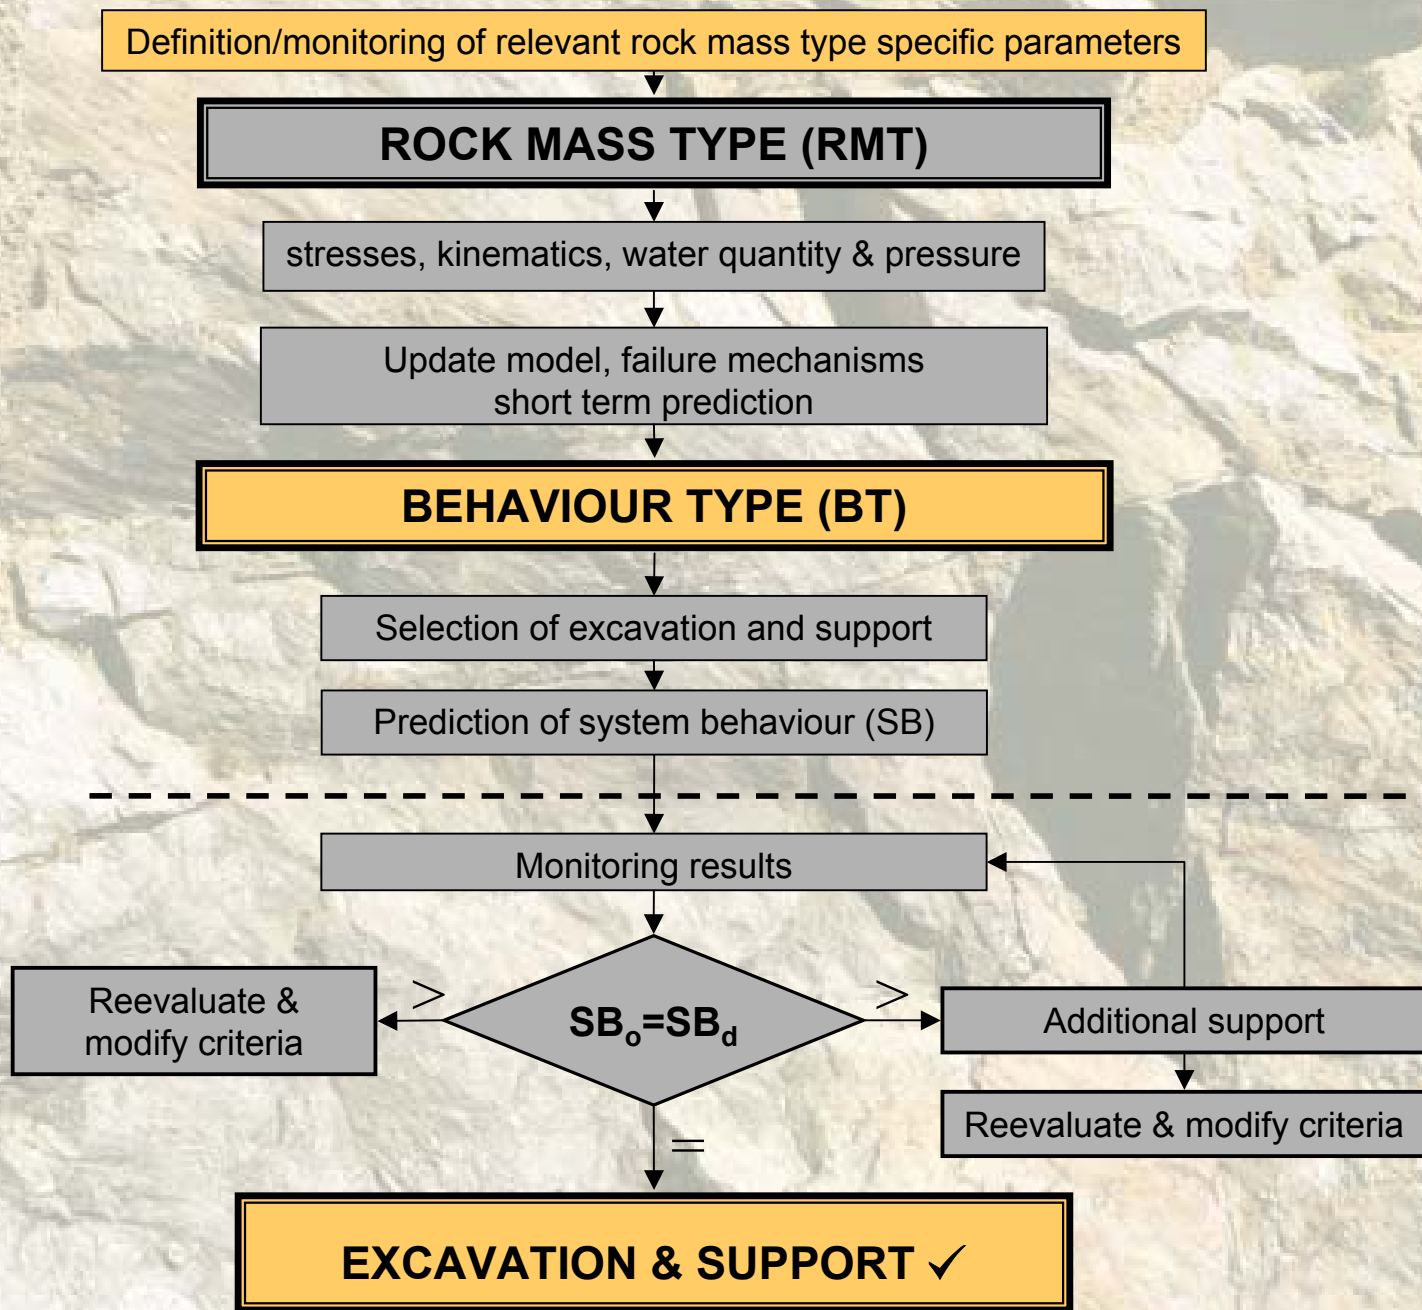 Definition/monitoring of relevant rock mass type specific parameters
ROCK MASS TYPE (RMT)
stresses, kinematics, water quantity & pressure
Update model, failure mechanisms
short term prediction
BEHAVIOUR TYPE (BT)
Selection of excavation and support
Prediction of system behaviour (SB)
Monitoring results
Reevaluate &
modify criteria
>
SBo=SBd
>
Additional support
Reevaluate & modify criteria
=
EXCAVATION & SUPPORT ✓